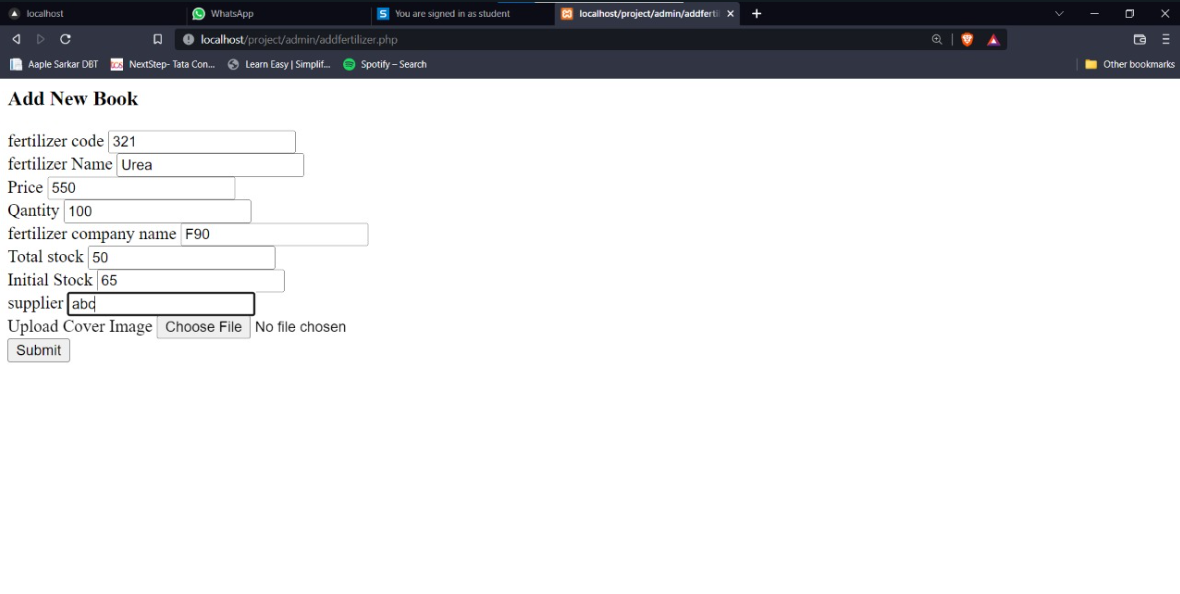 localhost
WhatsApp
S You are signed in as student
localhost/project/admin/addferti
localhost/project/admin/addfertilizer.php
Aaple Sarkar DBT
NextStep- Tata Con...
Learn Easy | Simplif...
Spotify – Search
Other bookmarks
Add New Book
fertilizer code 321
fertilizer Name Urea
Price 550
Qantity 100
fertilizer company name F90
Total stock 50
Initial Stock 65
supplier abc
Upload Cover Image Choose File No file chosen
Submit